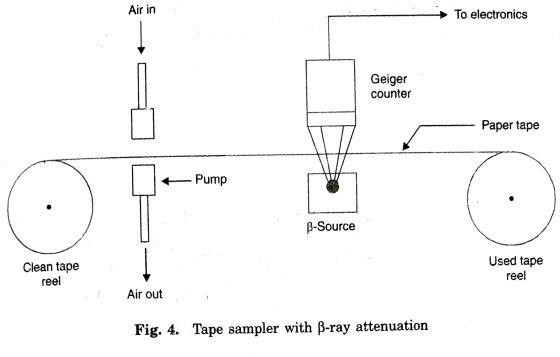 Air in
To electronics
Geiger
counter
Paper tape
Pump
β-Source
Clean tape
reel
Used tape
reel
Air out
Fig. 4. Tape sampler with β-ray attenuation